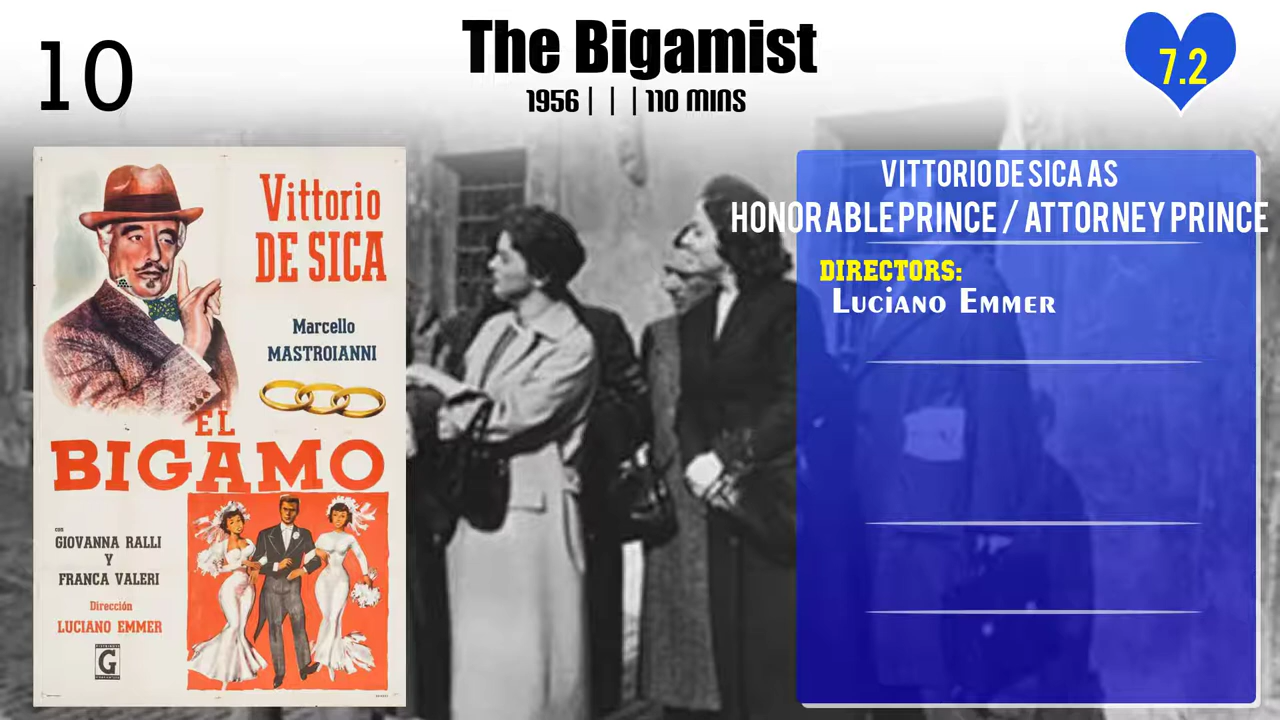 10
The Bigamist
1956 | | | 110 MINS
7.2
Vittorio
DE SICA
Marcello
MASTROIANNI
EL
BIGAMO
con
GIOVANNA RALLI
Y
FRANCA VALERI
Dirección
LUCIANO EMMER
G
VITTORIO DE SICA AS
HONORABLE PRINCE / ATTORNEY PRINCE
DIRECTORS:
LUCIANO EMMER